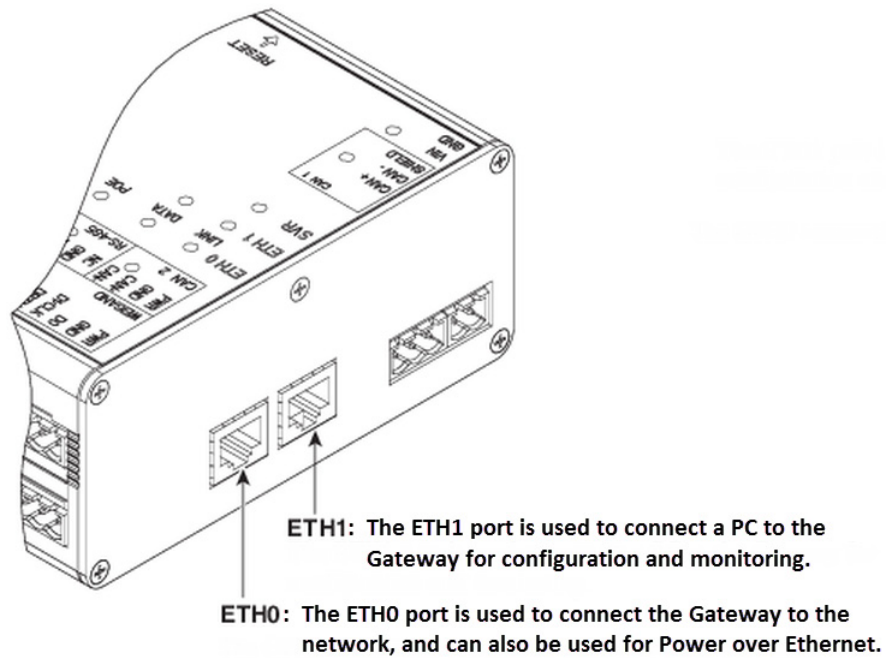 RESET
GND
VIN
SHIELD
CAN -
CAN+
CAN 1
POE
DATA
LINK
SVR
ETH 1
ETH 0
RS-485
CAN 2
WEIGAND
ETH1: The ETH1 port is used to connect a PC to the
Gateway for configuration and monitoring.
ETH0: The ETH0 port is used to connect the Gateway to the
network, and can also be used for Power over Ethernet.